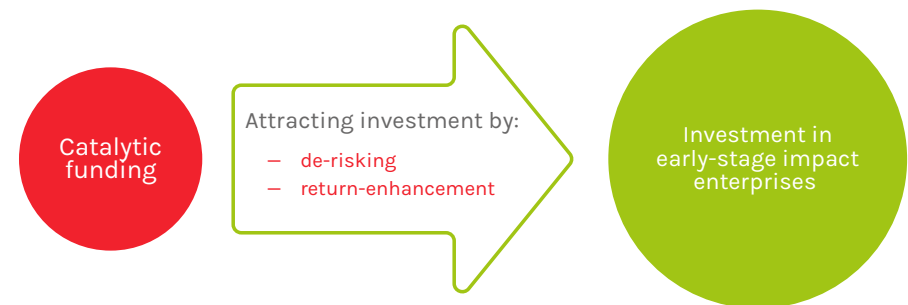 Catalytic
funding
Attracting investment by:
— de-risking
— return-enhancement
Investment in
early-stage impact
enterprises